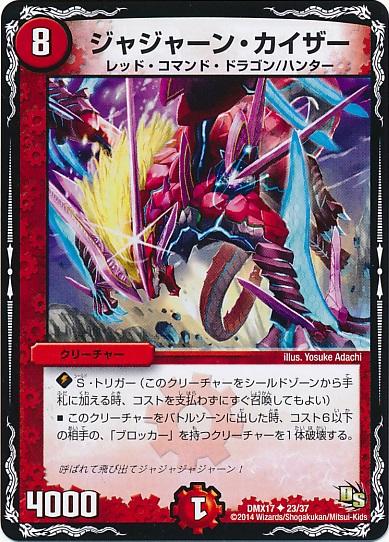 8
ジャジャーン・カイザー
レッド・コマンド・ドラゴン/ハンター
illus. Yosuke Adachi
クリーチャー
S・トリガー (このクリーチャーをシールドゾーンから手
札に加える時、コストを支払わずにすぐ召喚してもよい)
■ このクリーチャーをバトルゾーンに出した時、コスト6以下
の相手の、「ブロッカー」を持つクリーチャーを1体破壊する。
呼ばれて飛び出てジャジャジャジャーン！
4000
1
DMX17 ◆ 23/37
©2014 Wizards/Shogakukan/Mitsui-Kids
DS